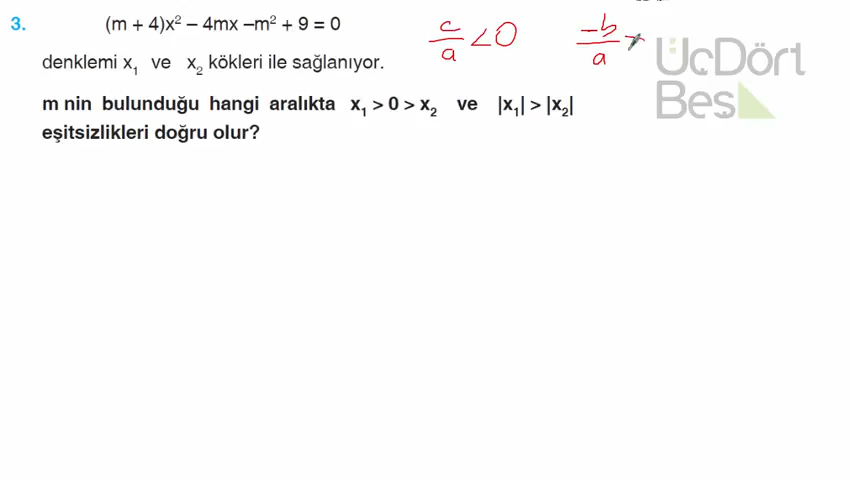 3. (m + 4)x² – 4mx –m² + 9 = 0
c/a < 0
-b/a
ÜçDört
Beş
denklemi x₁ ve x₂ kökleri ile sağlanıyor.
m nin bulunduğu hangi aralıkta x₁ > 0 > x₂ ve |x₁| > |x₂|
eşitsizlikleri doğru olur?